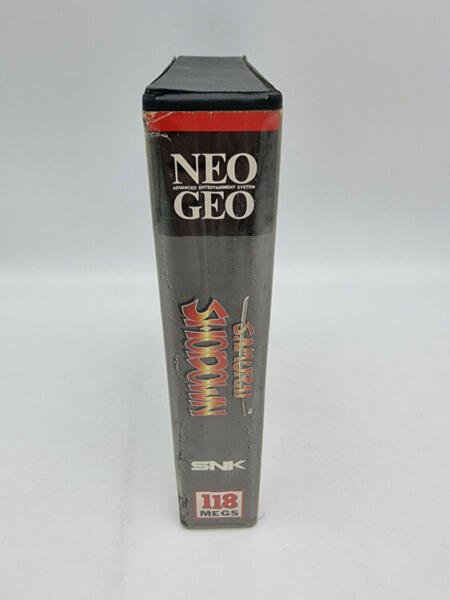 NEO
ADVANCED ENTERTAINMENT SYSTEM
GEO
SAMURAI
SHODOWN
SNK
118
MEGS